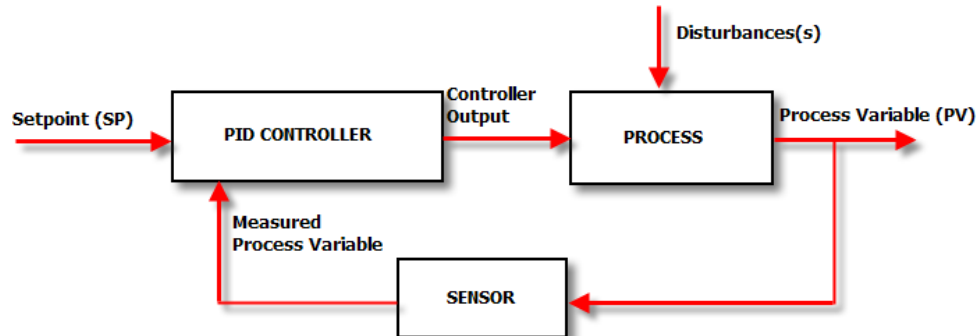 Disturbances(s)
Setpoint (SP)
PID CONTROLLER
Controller
Output
PROCESS
Process Variable (PV)
Measured
Process Variable
SENSOR